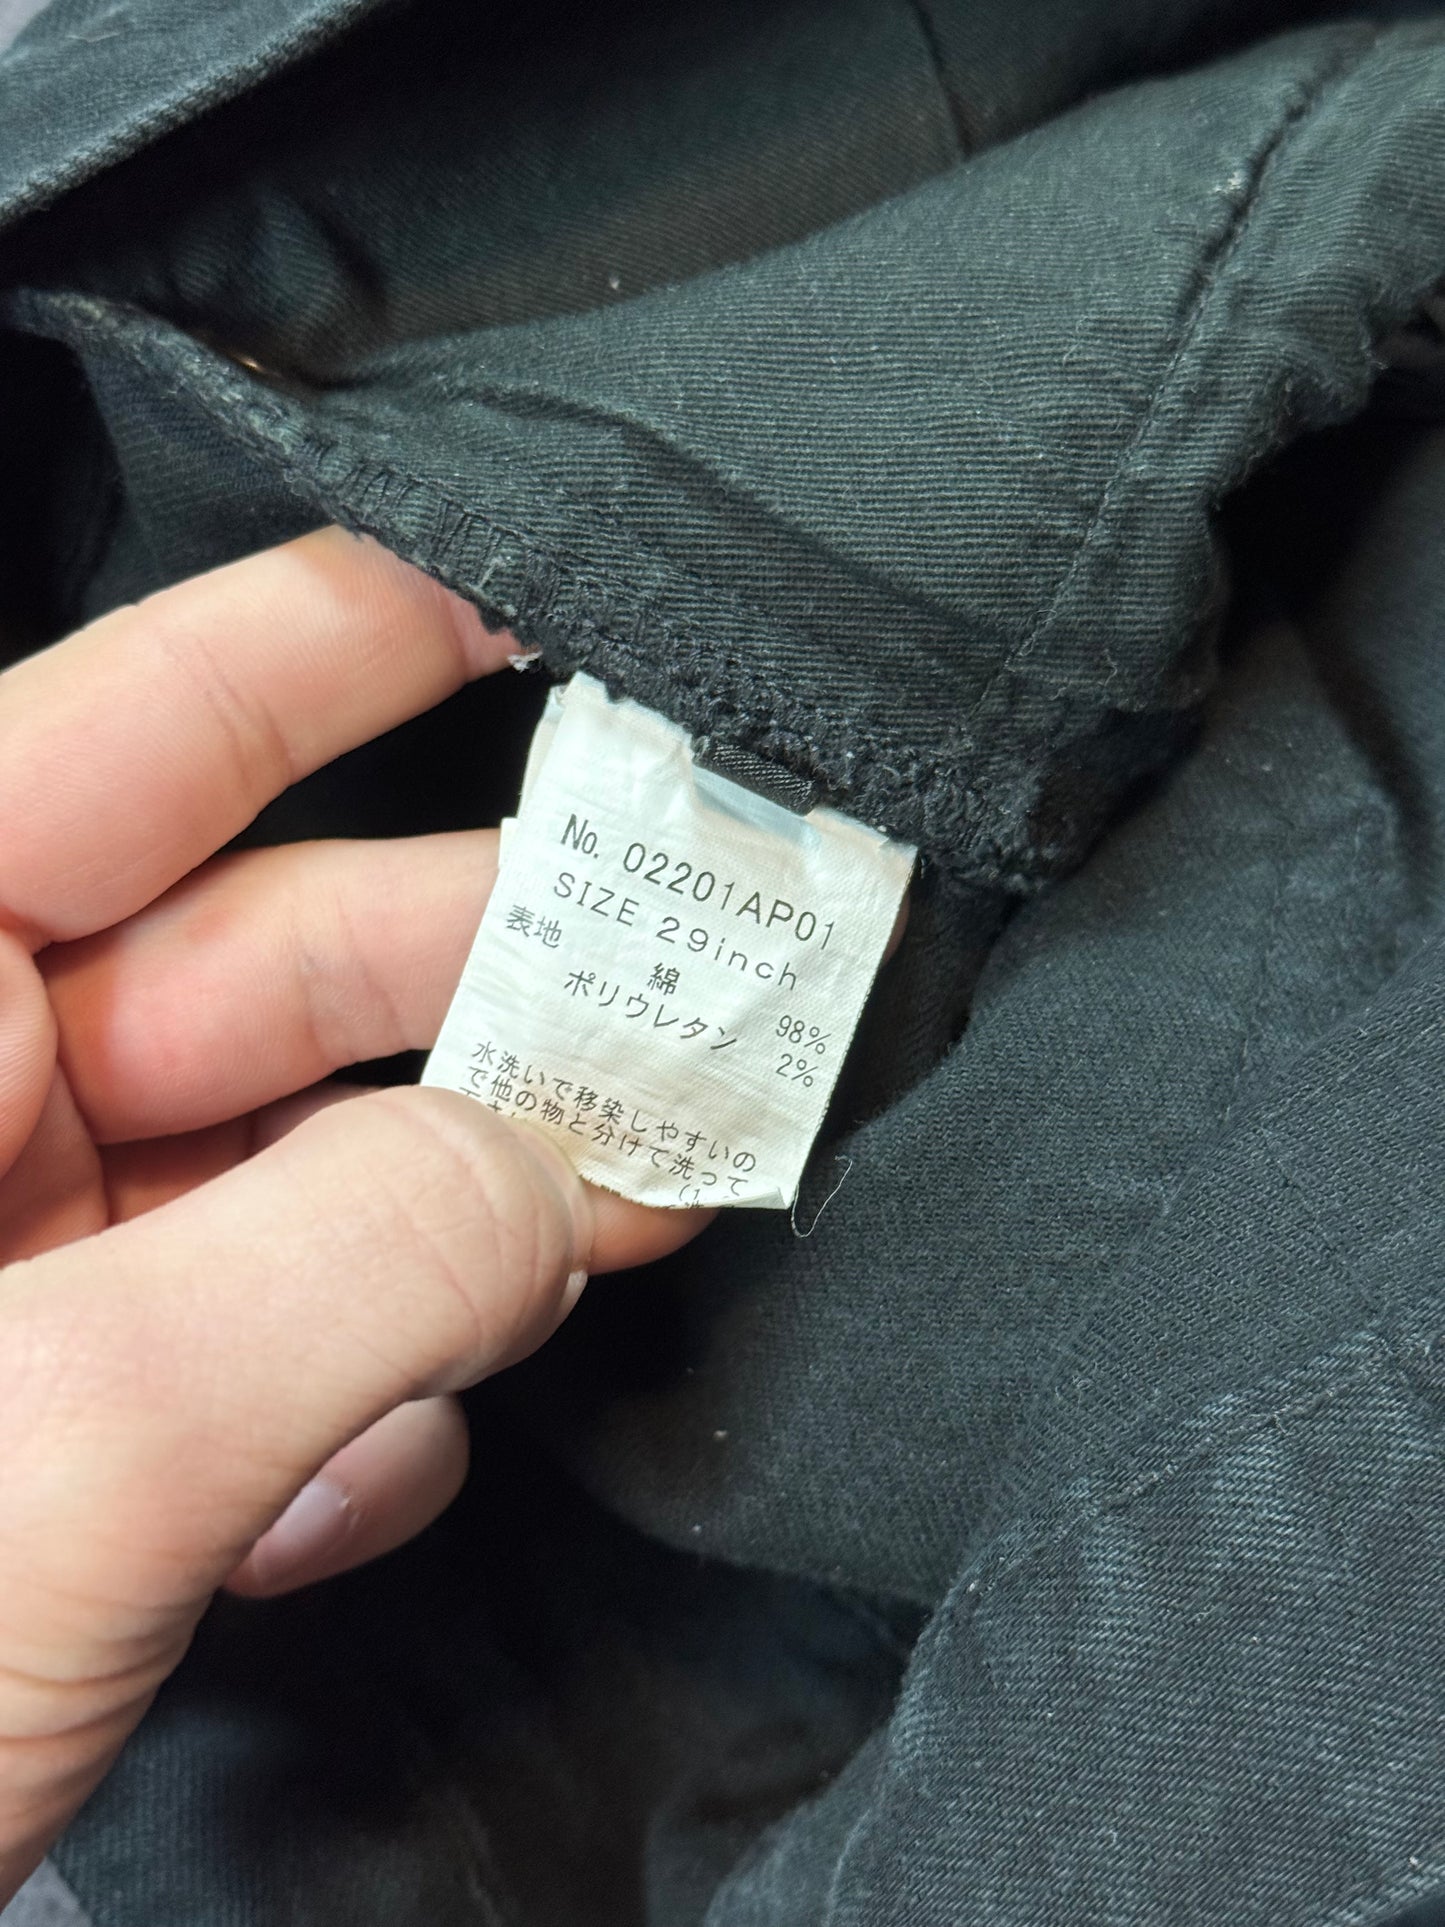 No. 02201AP01
SIZE 29inch
表地
綿 98%
ポリウレタン 2%
水洗いで移染しやすいの
で他の物と分けて洗って